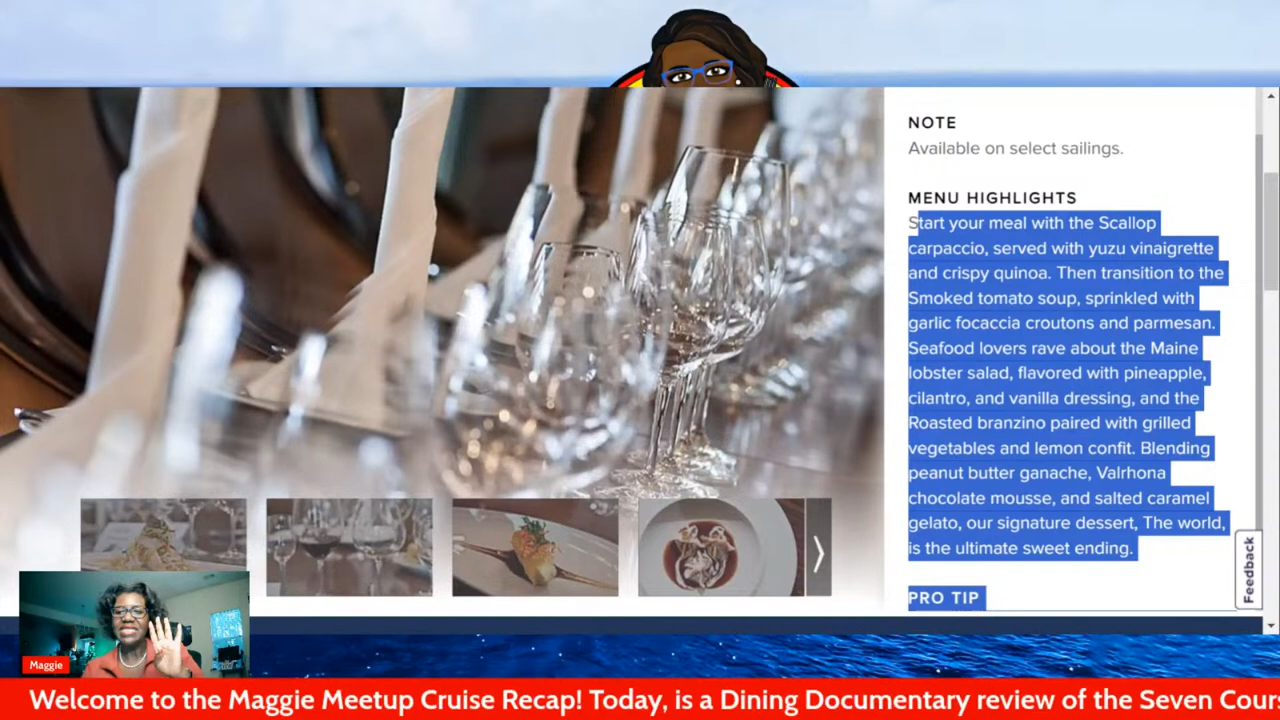 NOTE
Available on select sailings.
MENU HIGHLIGHTS
Start your meal with the Scallop
carpaccio, served with yuzu vinaigrette
and crispy quinoa. Then transition to the
Smoked tomato soup, sprinkled with
garlic focaccia croutons and parmesan.
Seafood lovers rave about the Maine
lobster salad, flavored with pineapple,
cilantro, and vanilla dressing, and the
Roasted branzino paired with grilled
vegetables and lemon confit. Blending
peanut butter ganache, Valrhona
chocolate mousse, and salted caramel
gelato, our signature dessert, The world,
is the ultimate sweet ending.
Feedback
PRO TIP
Maggie
Welcome to the Maggie Meetup Cruise Recap! Today, is a Dining Documentary review of the Seven Cour